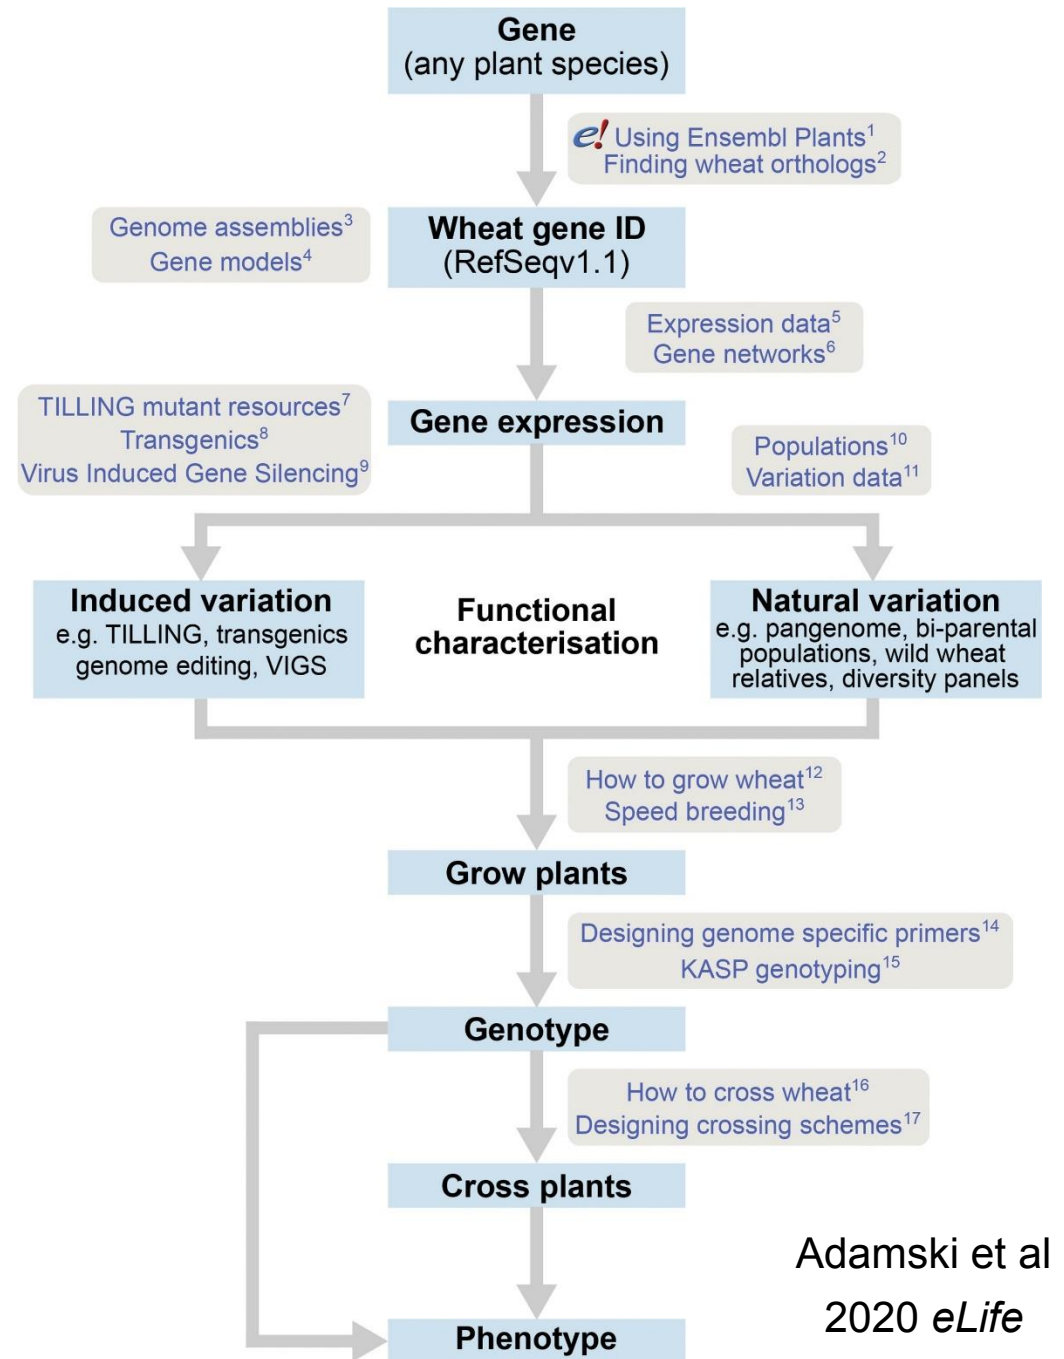 Gene
(any plant species)
e! Using Ensembl Plants¹
Finding wheat orthologs²
Genome assemblies³
Gene models⁴
Wheat gene ID
(RefSeqv1.1)
Expression data⁵
Gene networks⁶
TILLING mutant resources⁷
Transgenics⁸
Virus Induced Gene Silencing⁹
Gene expression
Populations¹⁰
Variation data¹¹
Induced variation
e.g. TILLING, transgenics
genome editing, VIGS
Functional
characterisation
Natural variation
e.g. pangenome, bi-parental
populations, wild wheat
relatives, diversity panels
How to grow wheat¹²
Speed breeding¹³
Grow plants
Designing genome specific primers¹⁴
KASP genotyping¹⁵
Genotype
How to cross wheat¹⁶
Designing crossing schemes¹⁷
Cross plants
Phenotype
Adamski et al
2020 eLife